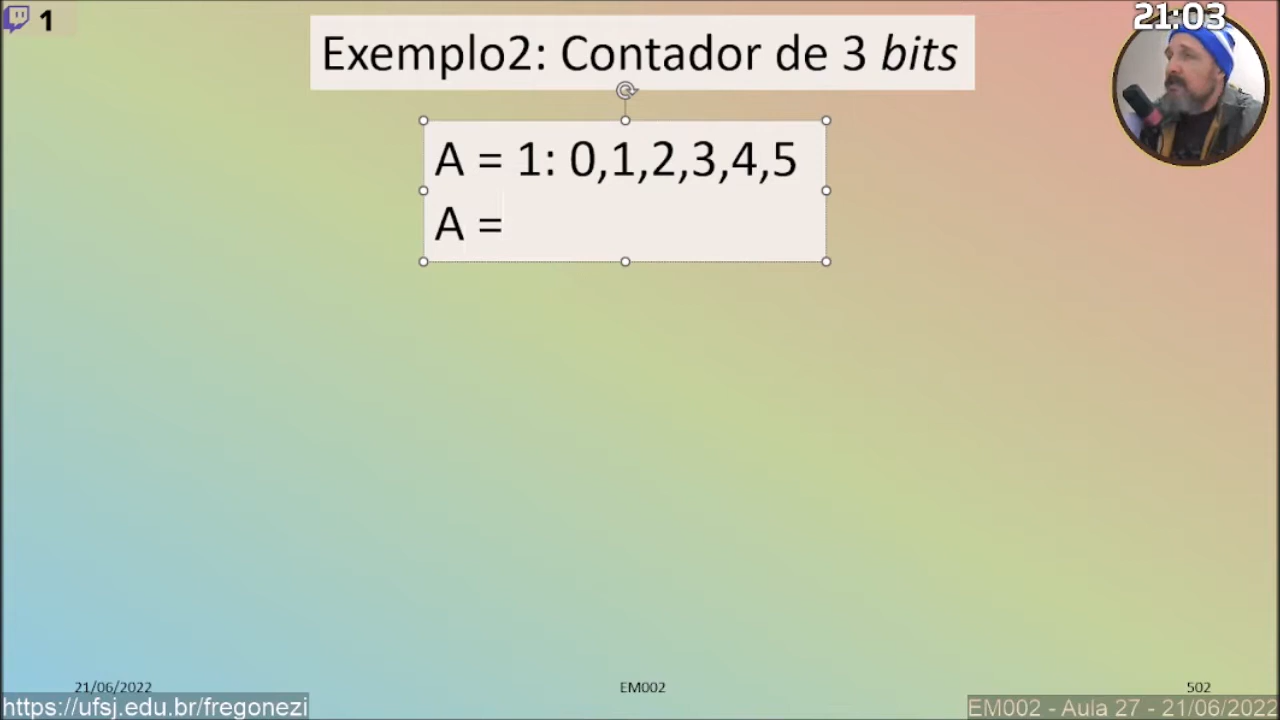 1
21:03
Exemplo2: Contador de 3 bits
A = 1: 0,1,2,3,4,5
A =
21/06/2022
EM002
502
https://ufsj.edu.br/fregonezi
EM002 - Aula 27 - 21/06/2022